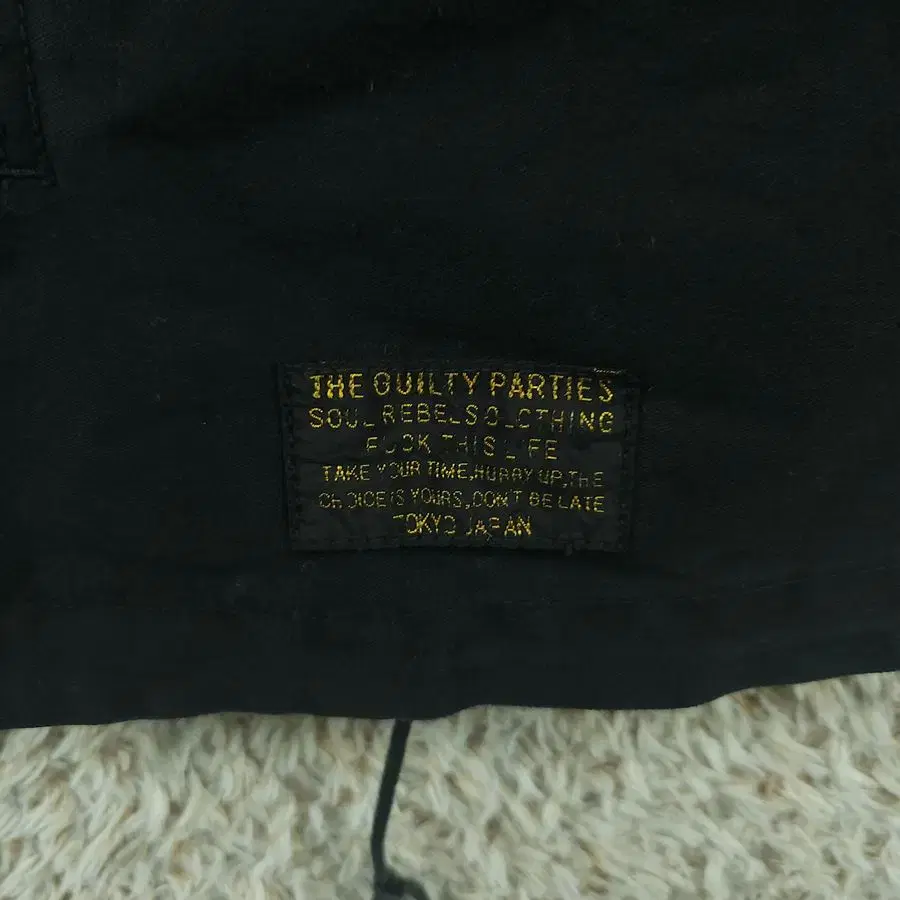 THE GUILTY PARTIES
SOUL REBELS CLOTHING
FUCK THIS LIFE
TAKE YOUR TIME,HURRY UP,THE
CHOICE IS YOURS,DON'T BE LATE
TOKYO JAPAN